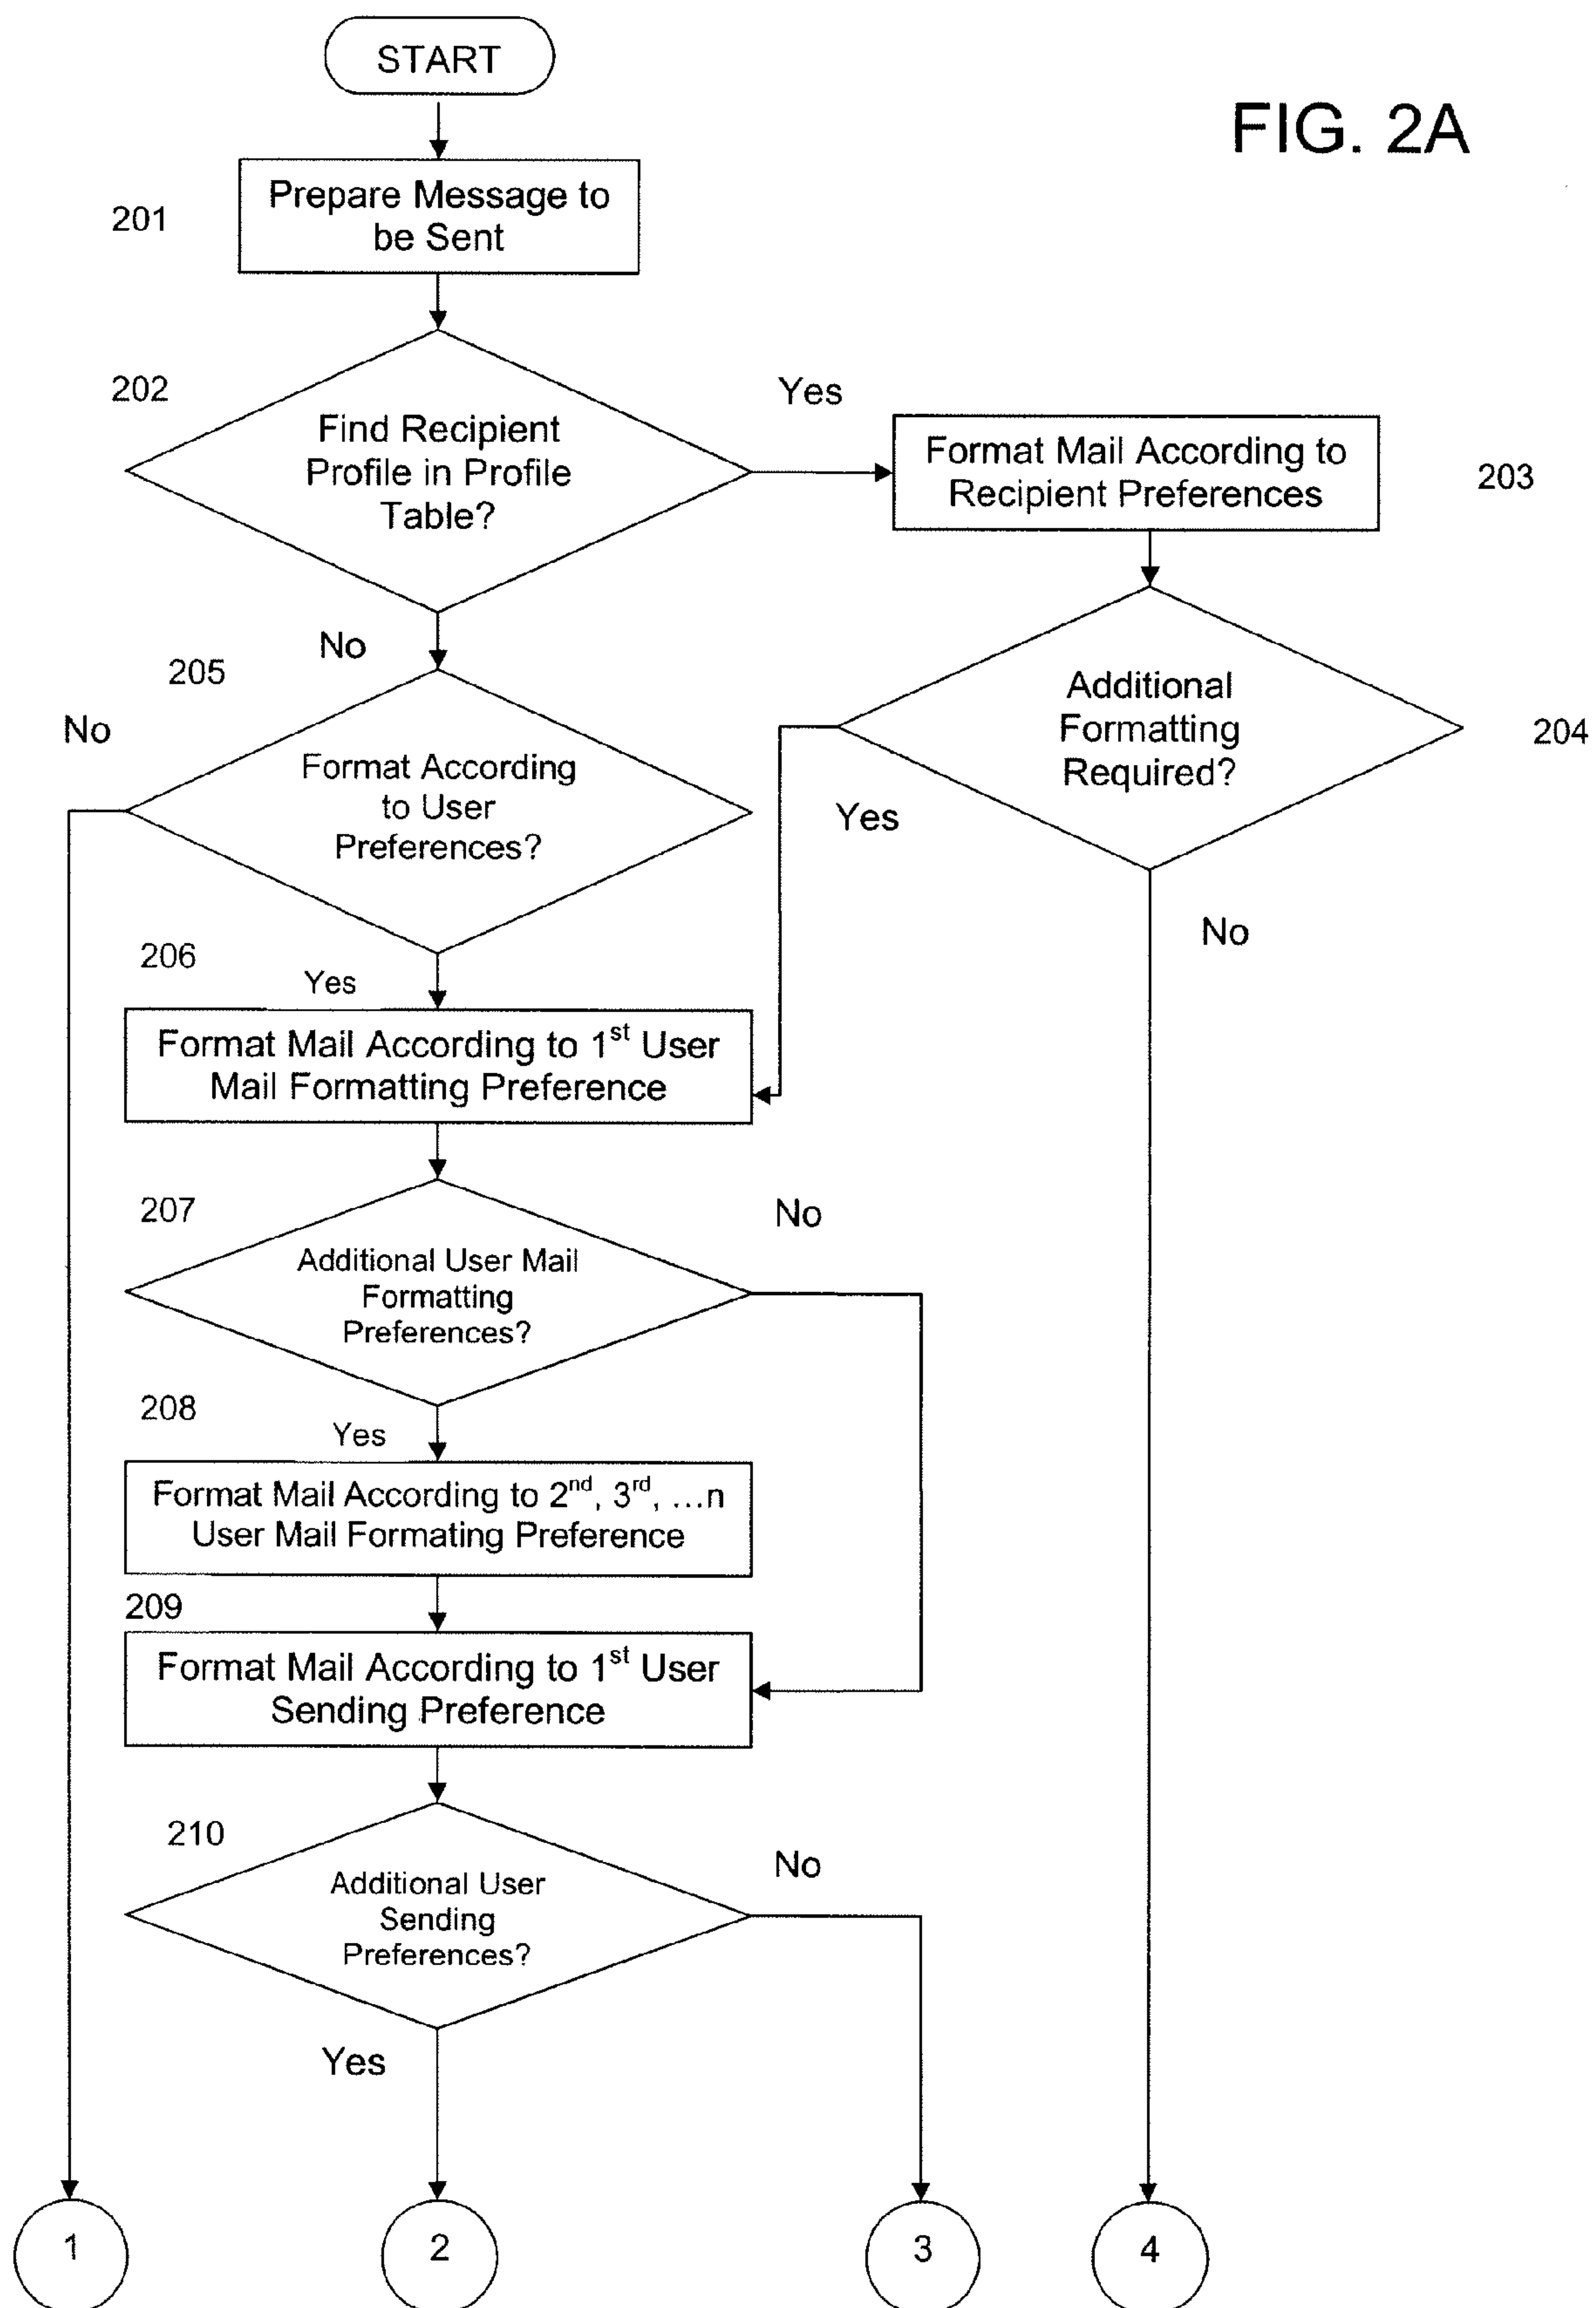 START
FIG. 2A
201
Prepare Message to
be Sent
202
Find Recipient
Profile in Profile
Table?
Yes
Format Mail According to
Recipient Preferences
203
No
205
Additional
Formatting
Required?
204
No
Format According
to User
Preferences?
Yes
No
206
Yes
Format Mail According to 1st User
Mail Formatting Preference
207
No
Additional User Mail
Formatting
Preferences?
208
Yes
Format Mail According to 2nd, 3rd, ...n
User Mail Formating Preference
209
Format Mail According to 1st User
Sending Preference
210
No
Additional User
Sending
Preferences?
Yes
1
2
3
4